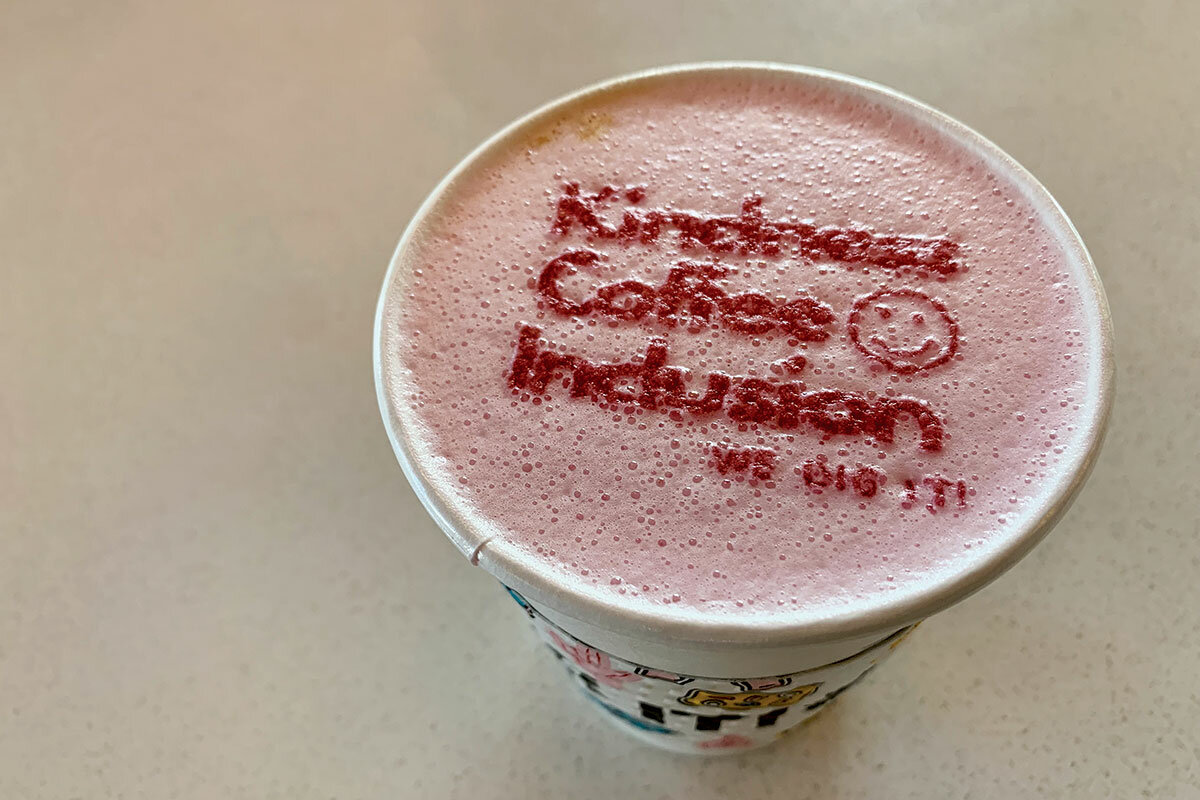 Kindness
Coffee
Inclusion
WE DIG IT!